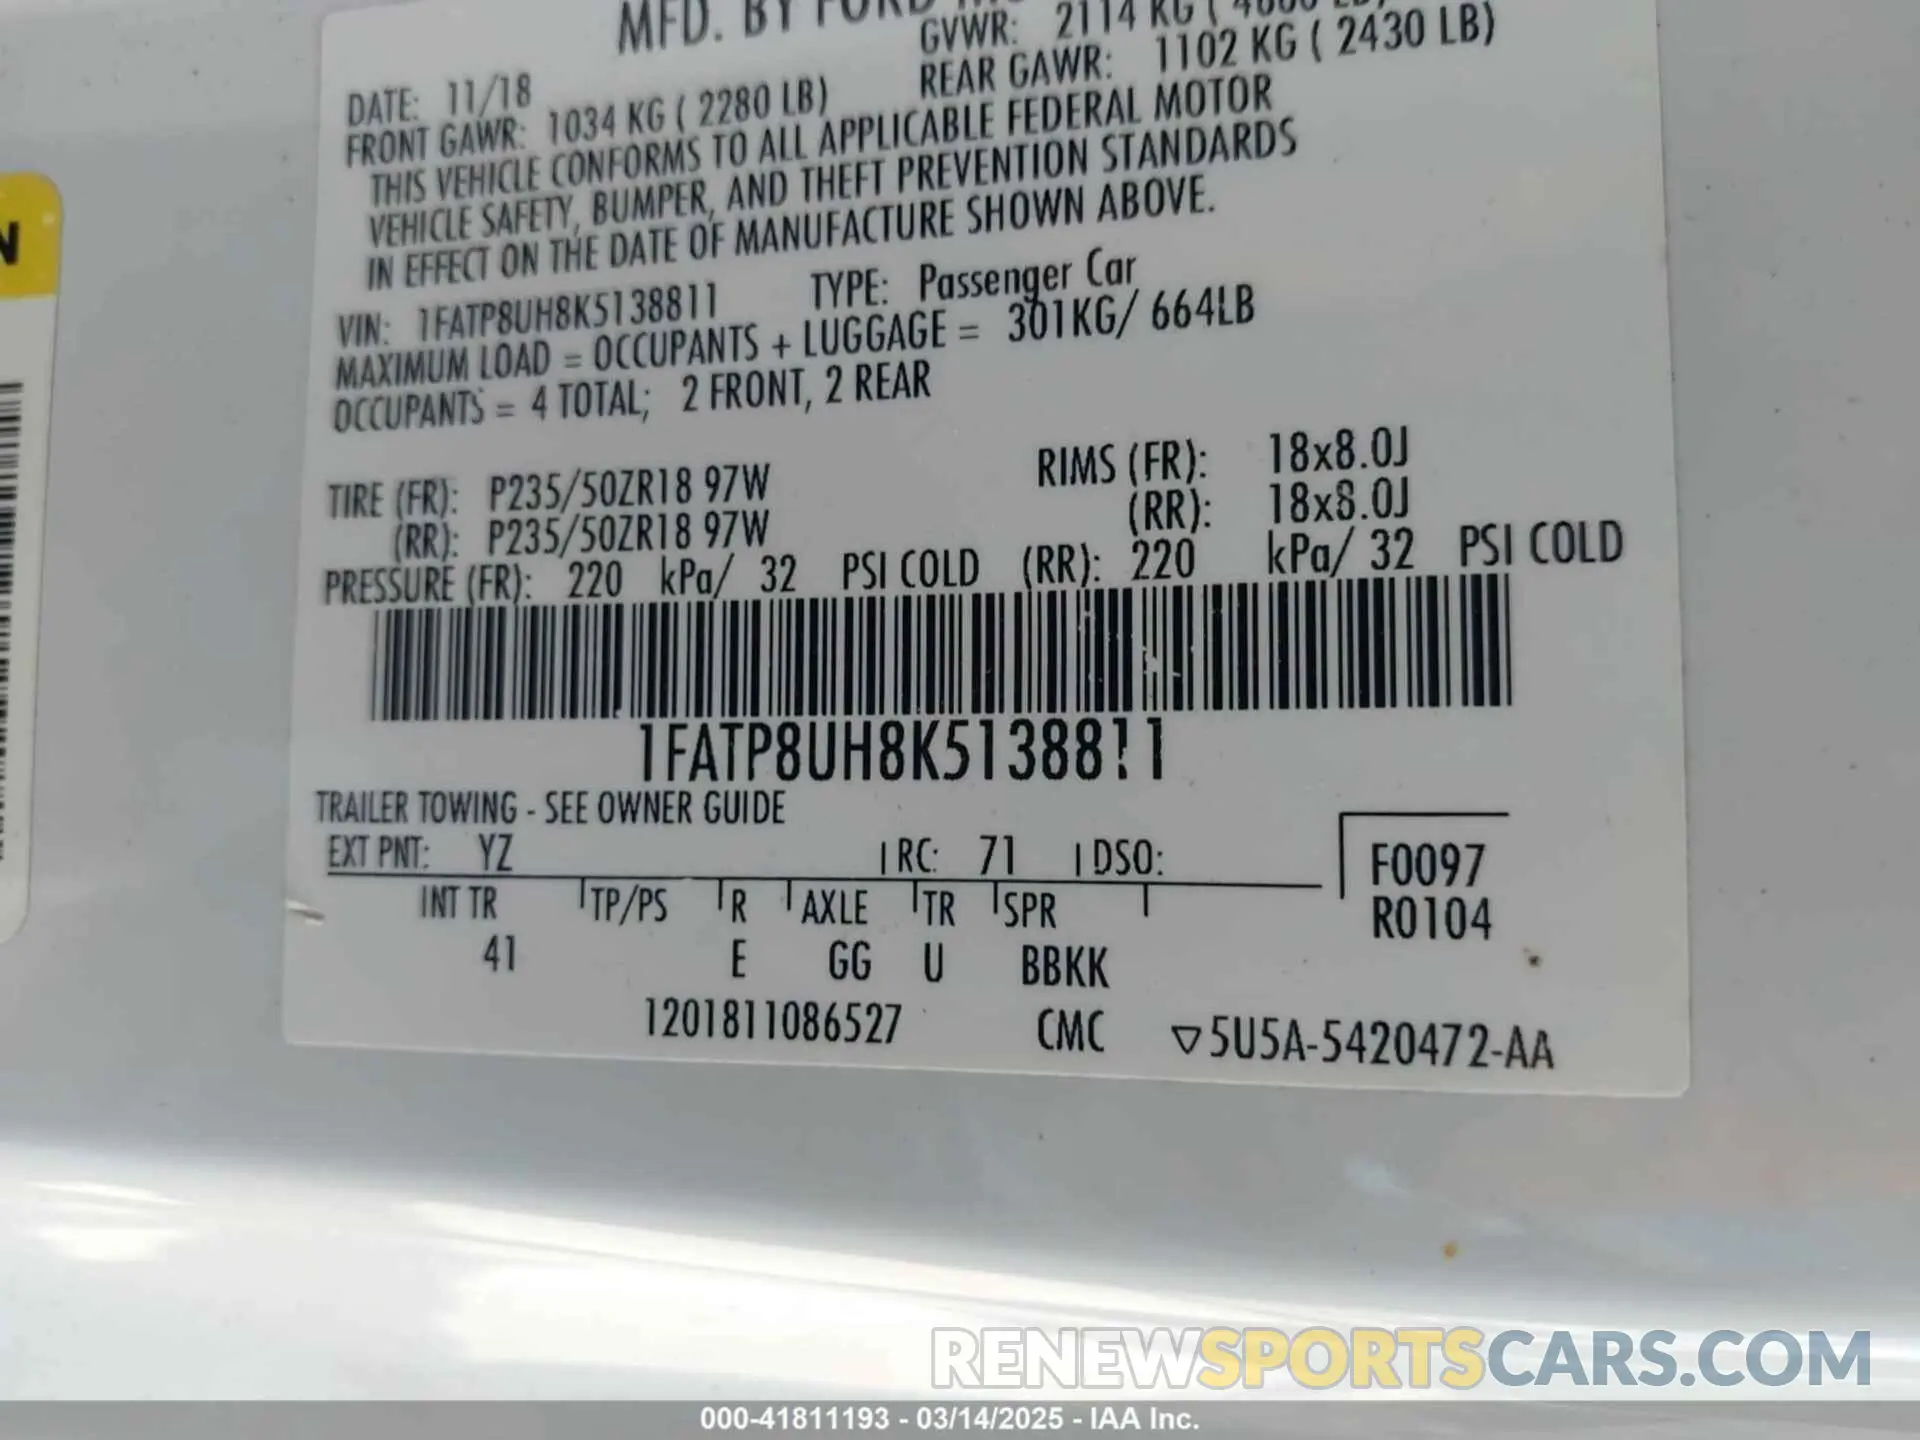 MFD. BY FORD
GVWR: 2114 KG (
DATE: 11/18
REAR GAWR: 1102 KG ( 2430 LB)
FRONT GAWR: 1034 KG ( 2280 LB)
THIS VEHICLE CONFORMS TO ALL APPLICABLE FEDERAL MOTOR
VEHICLE SAFETY, BUMPER, AND THEFT PREVENTION STANDARDS
IN EFFECT ON THE DATE OF MANUFACTURE SHOWN ABOVE.
VIN: 1FATP8UH8K5138811 TYPE: Passenger Car
MAXIMUM LOAD = OCCUPANTS + LUGGAGE = 301KG/ 664LB
OCCUPANTS = 4 TOTAL; 2 FRONT, 2 REAR
TIRE (FR): P235/50ZR18 97W RIMS (FR): 18x8.0J
(RR): P235/50ZR18 97W (RR): 18x8.0J
PRESSURE (FR): 220 kPa/ 32 PSI COLD (RR): 220 kPa/ 32 PSI COLD
1FATP8UH8K5138811
TRAILER TOWING - SEE OWNER GUIDE
EXT PNT: YZ RC: 71 DSO: F0097
INT TR TP/PS R AXLE TR SPR R0104
41 E GG U BBKK
1201811086527 CMC ▽5U5A-5420472-AA
N
RENEWSPORTSCARS.COM
000-41811193 - 03/14/2025 - IAA Inc.